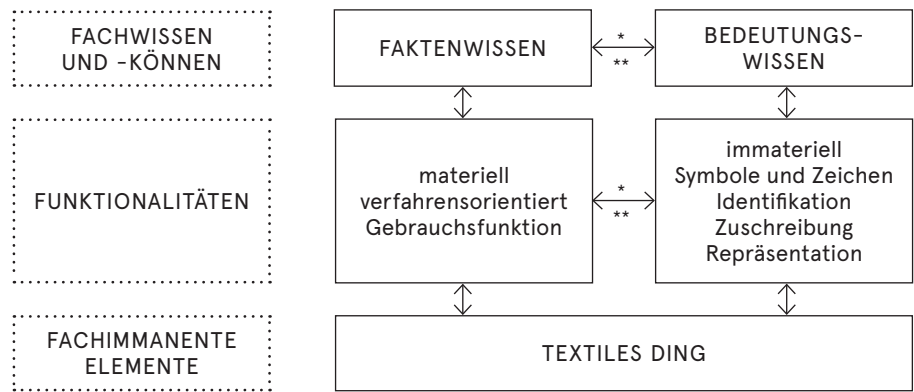 FACHWISSEN
UND -KÖNNEN
FAKTENWISSEN
*
**
BEDEUTUNGS-
WISSEN
FUNKTIONALITÄTEN
materiell
verfahrensorientiert
Gebrauchsfunktion
*
**
immateriell
Symbole und Zeichen
Identifikation
Zuschreibung
Repräsentation
FACHIMMANENTE
ELEMENTE
TEXTILES DING